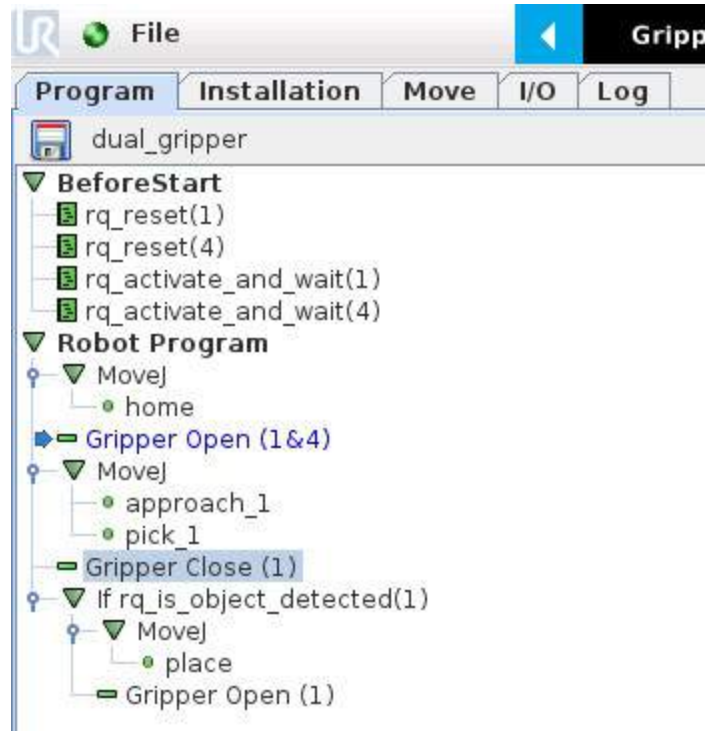 UR File Gripp
Program Installation Move I/O Log
dual_gripper
BeforeStart
rq_reset(1)
rq_reset(4)
rq_activate_and_wait(1)
rq_activate_and_wait(4)
Robot Program
MoveJ
home
Gripper Open (1&4)
MoveJ
approach_1
pick_1
Gripper Close (1)
If rq_is_object_detected(1)
MoveJ
place
Gripper Open (1)